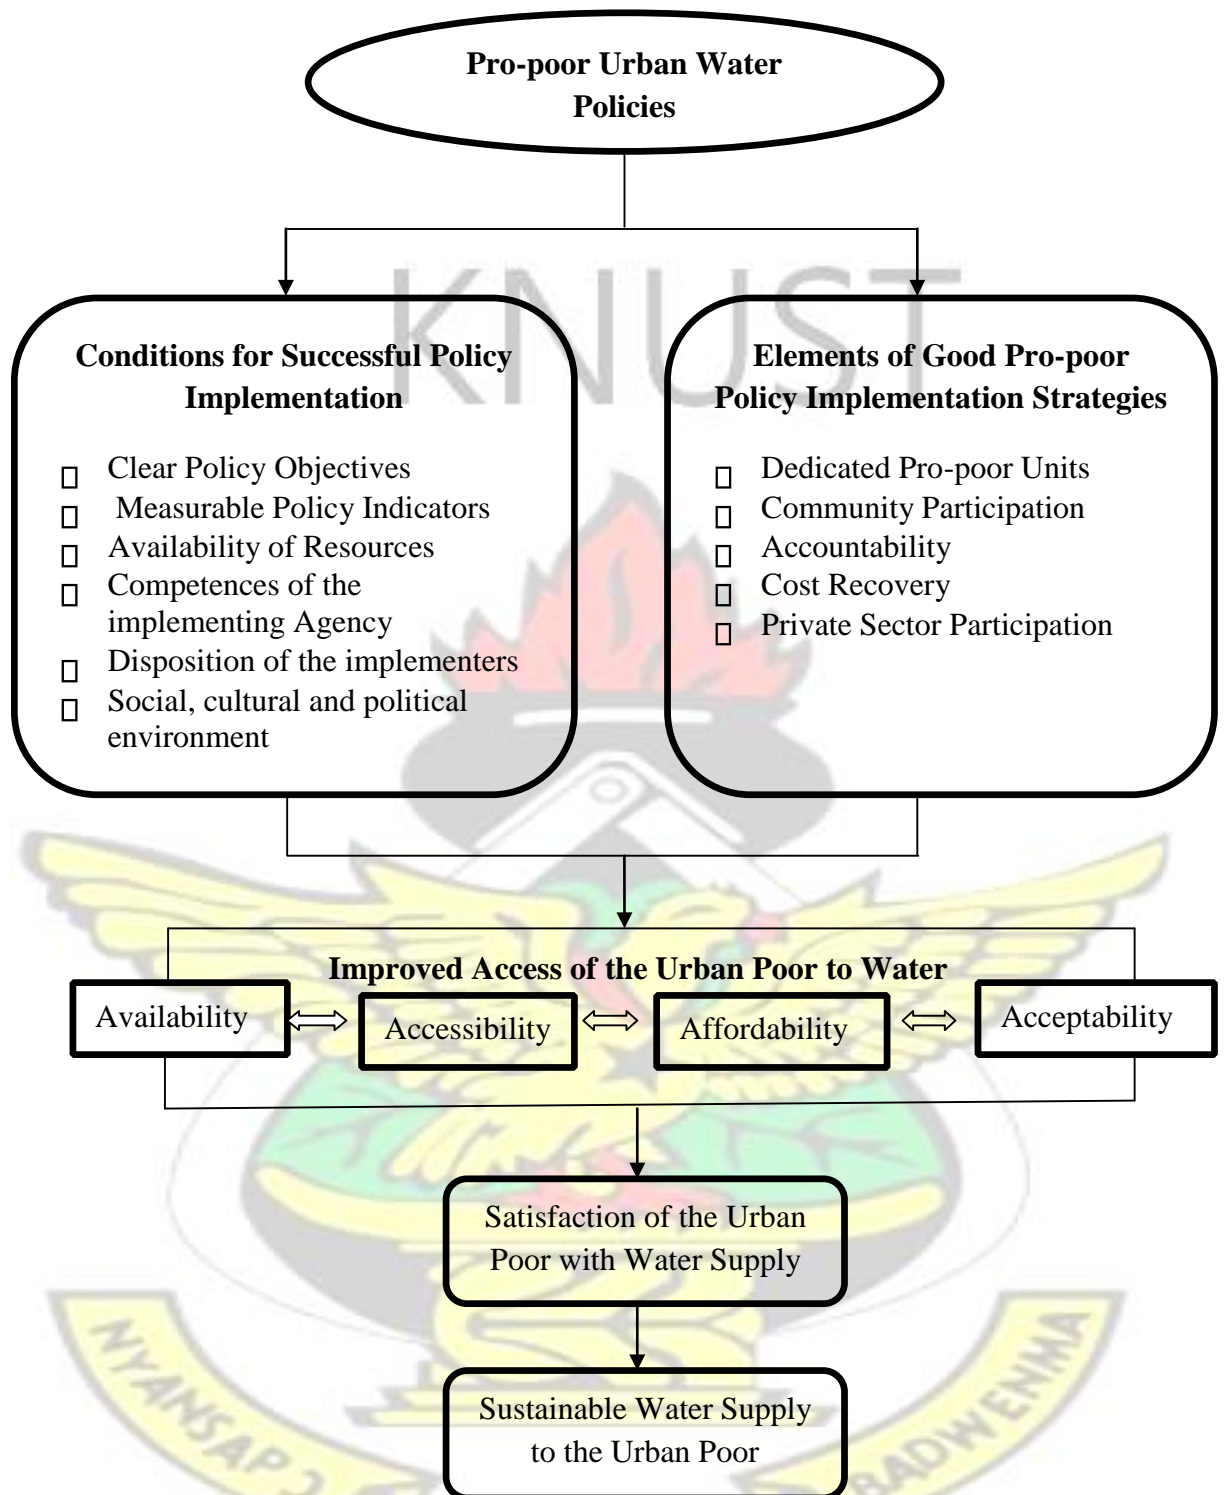 Pro-poor Urban Water
Policies
KNUST
Conditions for Successful Policy
Implementation
Clear Policy Objectives
Measurable Policy Indicators
Availability of Resources
Competences of the
implementing Agency
Disposition of the implementers
Social, cultural and political
environment
Elements of Good Pro-poor
Policy Implementation Strategies
Dedicated Pro-poor Units
Community Participation
Accountability
Cost Recovery
Private Sector Participation
Improved Access of the Urban Poor to Water
Availability
Accessibility
Affordability
Acceptability
Satisfaction of the Urban
Poor with Water Supply
Sustainable Water Supply
to the Urban Poor
NYANSAPƆ
BADWENMA